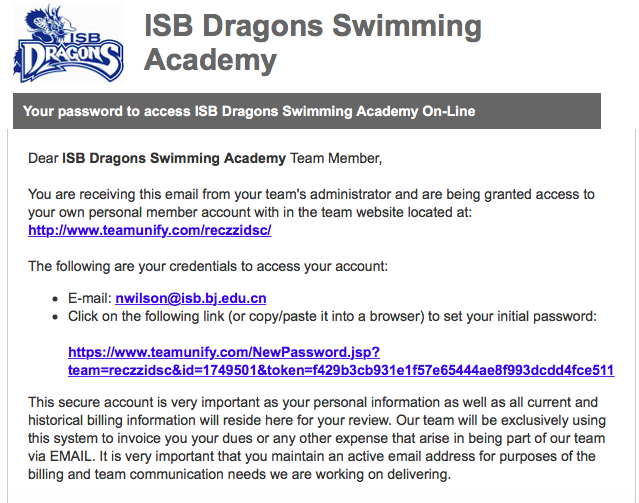 ISB
DRAGONS
ISB Dragons Swimming
Academy
Your password to access ISB Dragons Swimming Academy On-Line
Dear ISB Dragons Swimming Academy Team Member,
You are receiving this email from your team's administrator and are being granted access to
your own personal member account with in the team website located at:
http://www.teamunify.com/reczzidsc/
The following are your credentials to access your account:
• E-mail: nwilson@isb.bj.edu.cn
• Click on the following link (or copy/paste it into a browser) to set your initial password:
https://www.teamunify.com/NewPassword.jsp?
team=reczzidsc&id=1749501&token=f429b3cb931e1f57e65444ae8f993dcdd4fce511
This secure account is very important as your personal information as well as all current and
historical billing information will reside here for your review. Our team will be exclusively using
this system to invoice you your dues or any other expense that arise in being part of our team
via EMAIL. It is very important that you maintain an active email address for purposes of the
billing and team communication needs we are working on delivering.